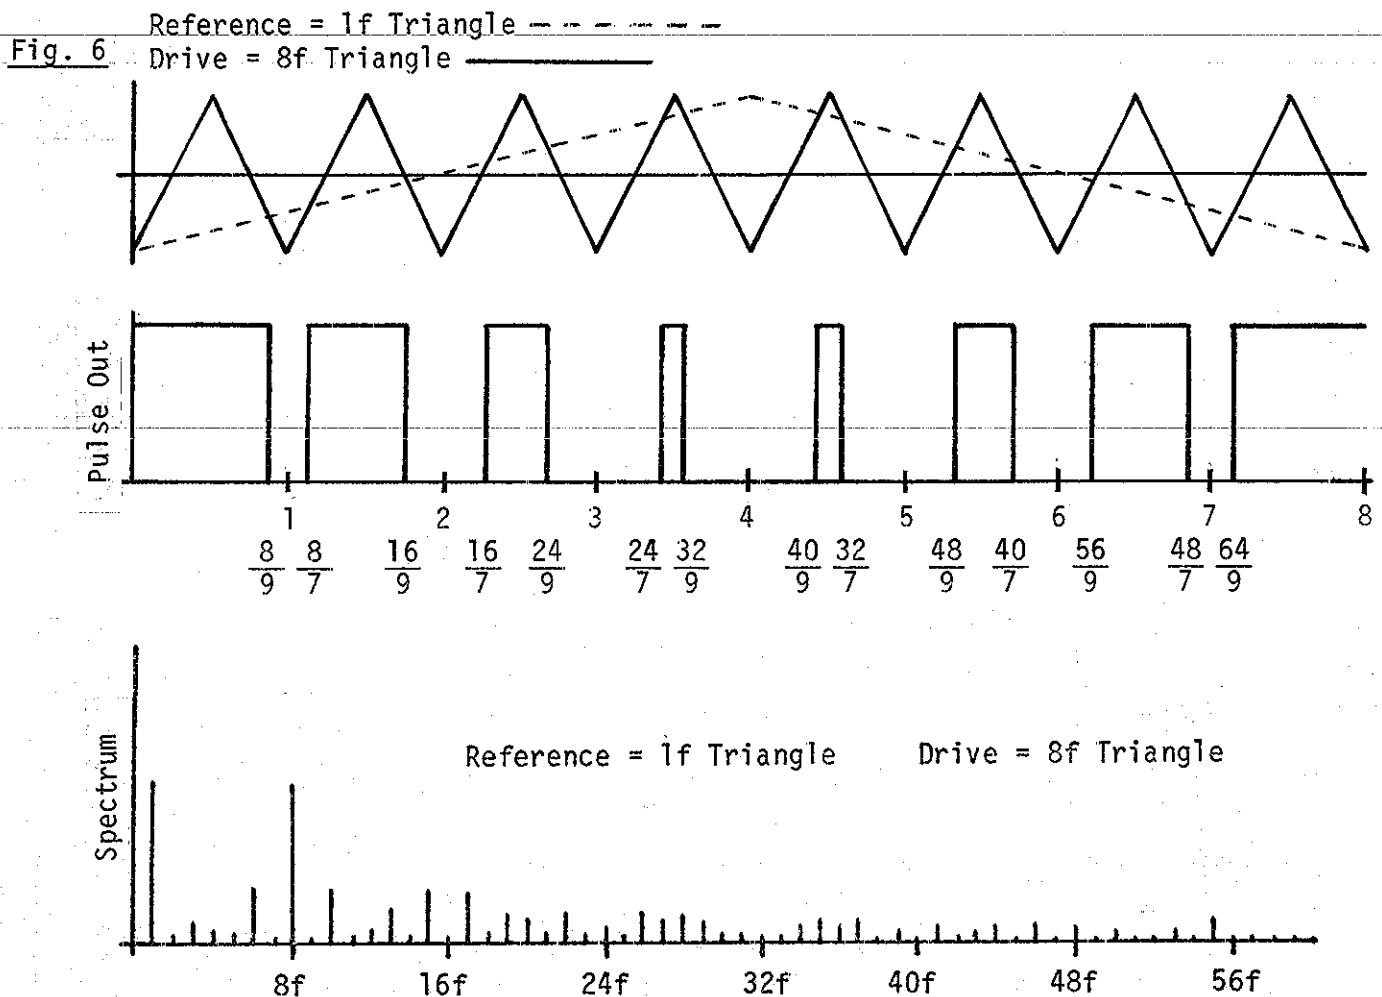 Reference = 1f Triangle
Fig. 6
Drive = 8f Triangle
Pulse Out
1 2 3 4 5 6 7 8
8/9 8/7 16/9 16/7 24/9 24/7 32/9 40/9 32/7 48/9 40/7 56/9 48/7 64/9
Spectrum
Reference = 1f Triangle Drive = 8f Triangle
8f 16f 24f 32f 40f 48f 56f